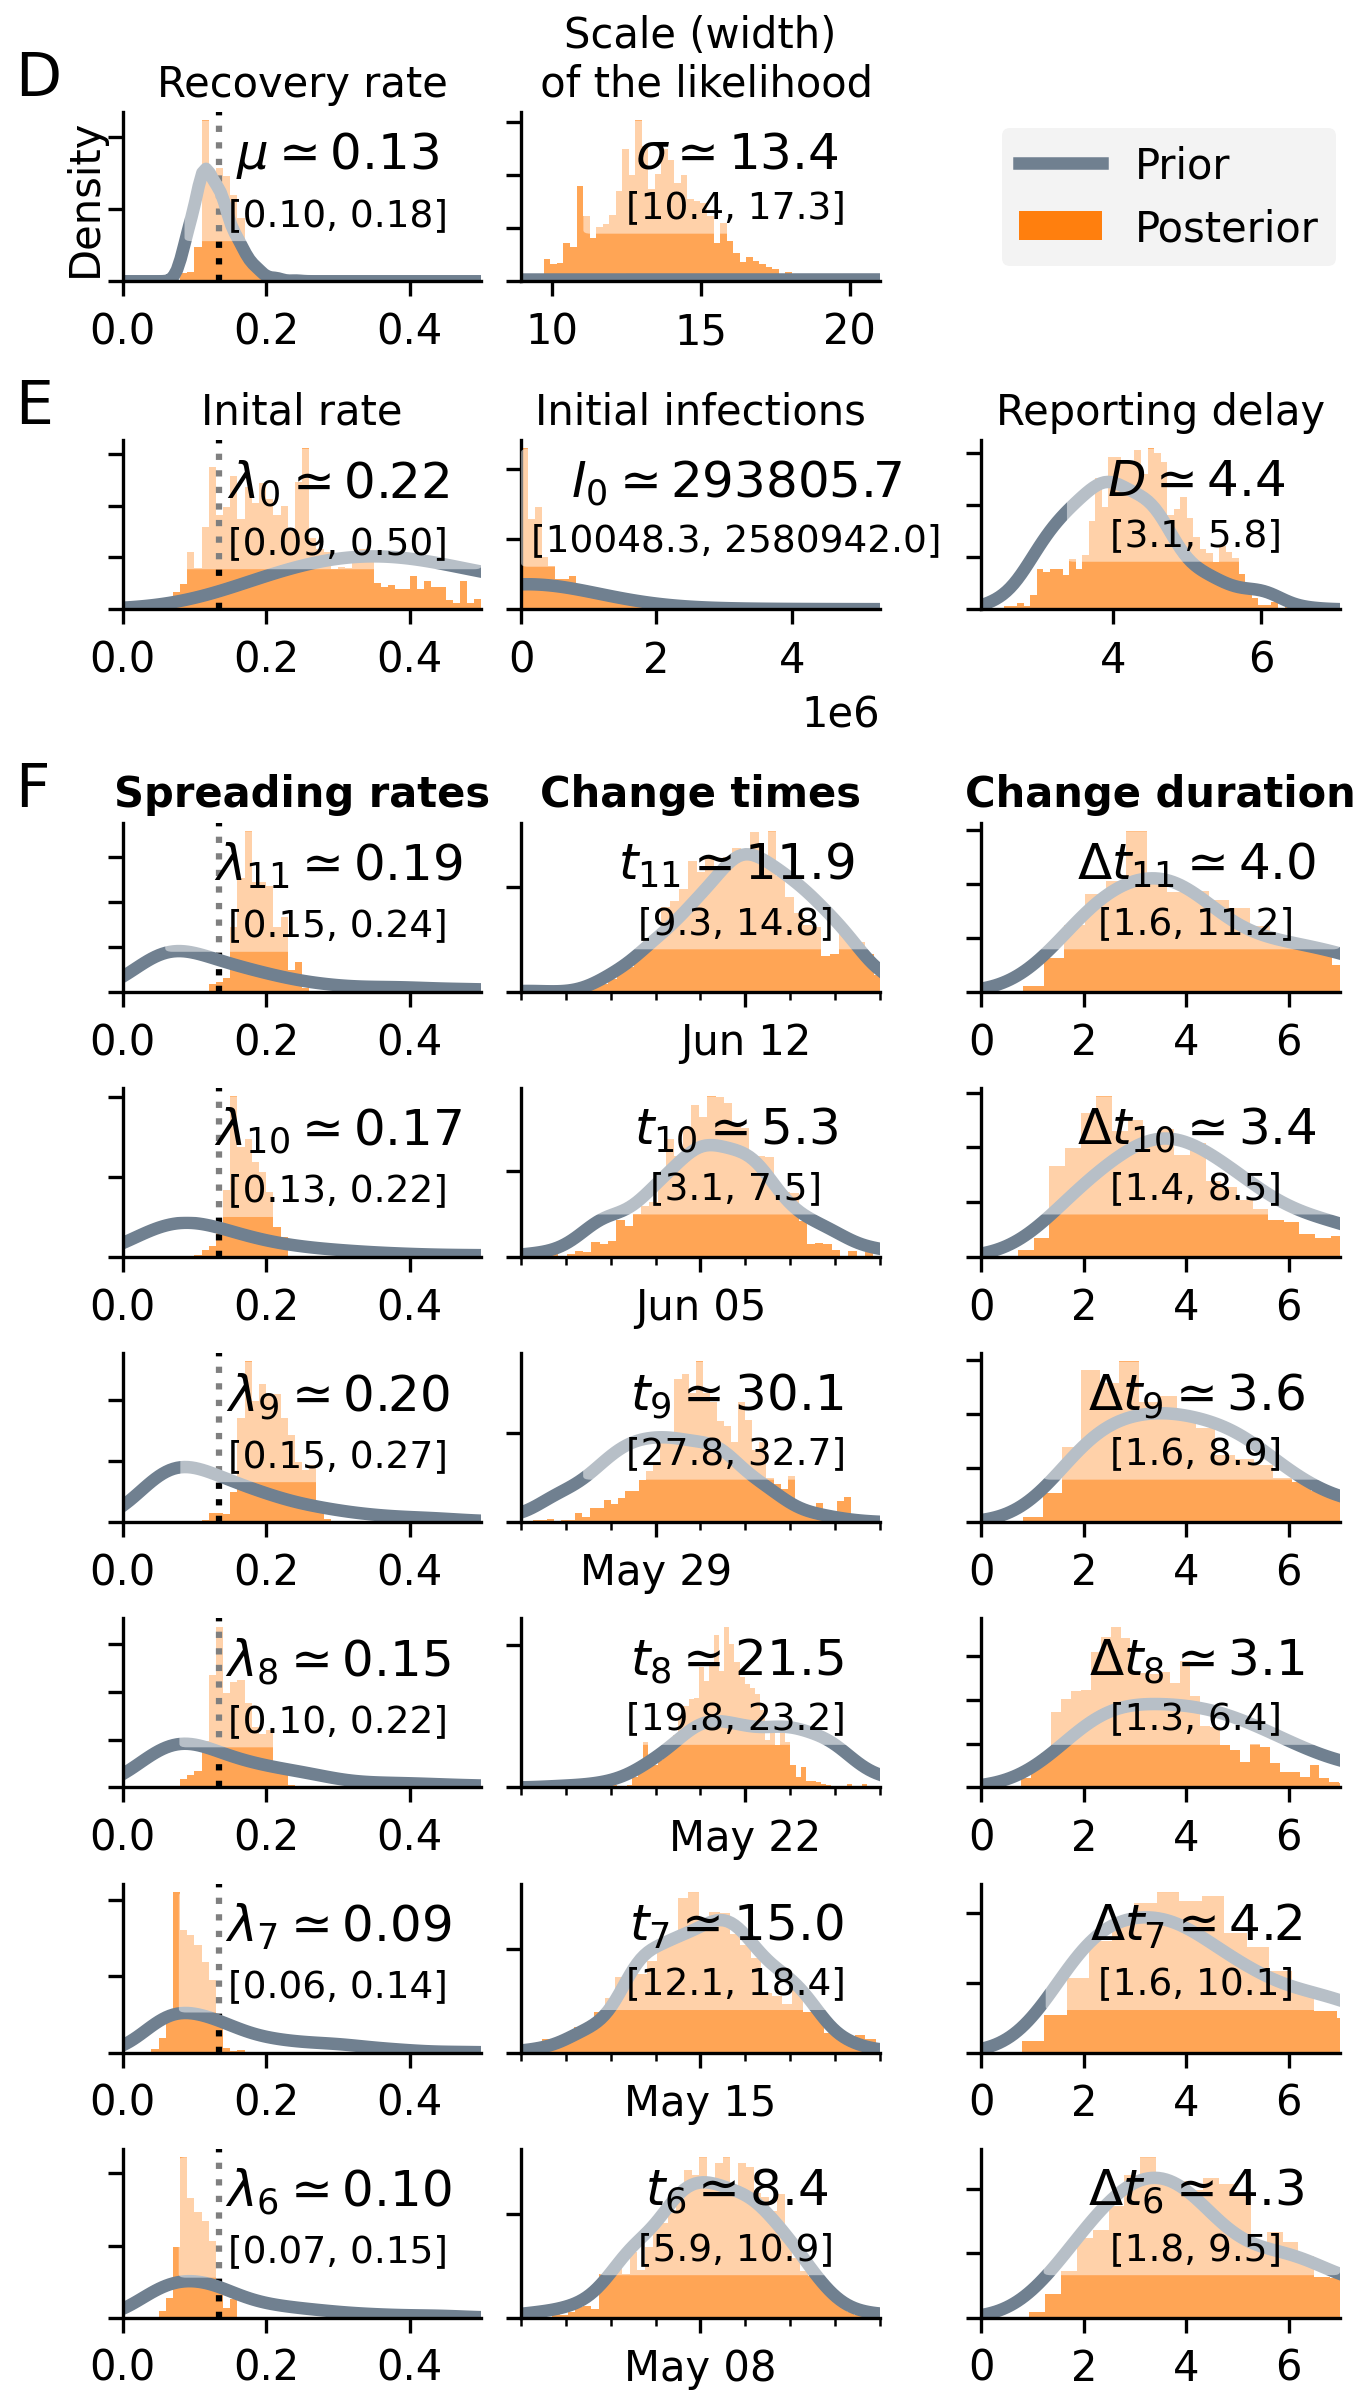 D
Recovery rate
Scale (width)
of the likelihood
Density
μ ≃ 0.13
[0.10, 0.18]
σ ≃ 13.4
[10.4, 17.3]
Prior
Posterior
0.0 0.2 0.4
10 15 20
E
Inital rate
Initial infections
Reporting delay
λ0 ≃ 0.22
[0.09, 0.50]
I0 ≃ 293805.7
[10048.3, 2580942.0]
D ≃ 4.4
[3.1, 5.8]
0.0 0.2 0.4
0 2 4
1e6
4 6
F
Spreading rates
Change times
Change duration
λ11 ≃ 0.19
[0.15, 0.24]
t11 ≃ 11.9
[9.3, 14.8]
Δt11 ≃ 4.0
[1.6, 11.2]
0.0 0.2 0.4
Jun 12
0 2 4 6
λ10 ≃ 0.17
[0.13, 0.22]
t10 ≃ 5.3
[3.1, 7.5]
Δt10 ≃ 3.4
[1.4, 8.5]
0.0 0.2 0.4
Jun 05
0 2 4 6
λ9 ≃ 0.20
[0.15, 0.27]
t9 ≃ 30.1
[27.8, 32.7]
Δt9 ≃ 3.6
[1.6, 8.9]
0.0 0.2 0.4
May 29
0 2 4 6
λ8 ≃ 0.15
[0.10, 0.22]
t8 ≃ 21.5
[19.8, 23.2]
Δt8 ≃ 3.1
[1.3, 6.4]
0.0 0.2 0.4
May 22
0 2 4 6
λ7 ≃ 0.09
[0.06, 0.14]
t7 ≃ 15.0
[12.1, 18.4]
Δt7 ≃ 4.2
[1.6, 10.1]
0.0 0.2 0.4
May 15
0 2 4 6
λ6 ≃ 0.10
[0.07, 0.15]
t6 ≃ 8.4
[5.9, 10.9]
Δt6 ≃ 4.3
[1.8, 9.5]
0.0 0.2 0.4
May 08
0 2 4 6